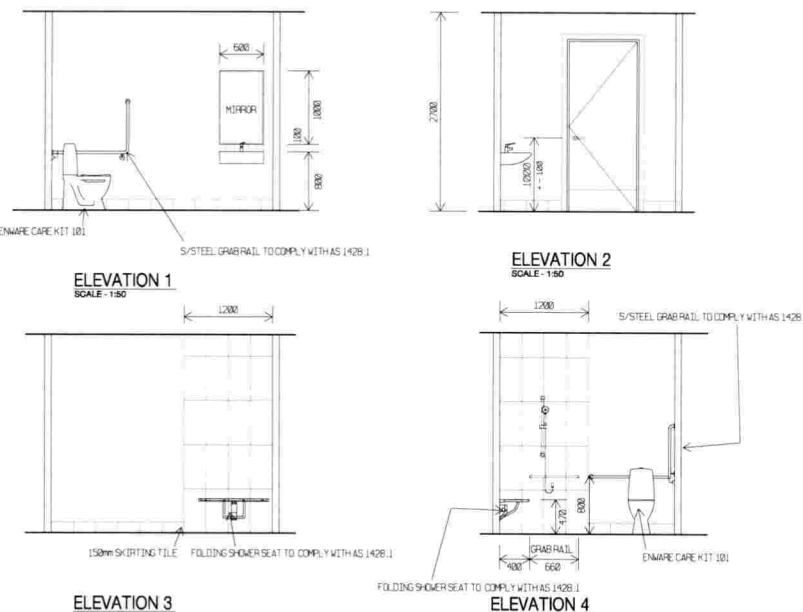 600
MIRROR
1000
100
800
ENWARE CARE KIT 101
S/STEEL GRAB RAIL TO COMPLY WITH AS 1428.1
ELEVATION 1
SCALE - 1:50
2700
1000
+ - 100
ELEVATION 2
SCALE - 1:50
1200
150mm SKIRTING TILE
FOLDING SHOWER SEAT TO COMPLY WITH AS 1428.1
ELEVATION 3
1200
S/STEEL GRAB RAIL TO COMPLY WITH AS 1428
470
800
GRAB RAIL
400
660
ENWARE CARE KIT 101
FOLDING SHOWER SEAT TO COMPLY WITH AS 1428.1
ELEVATION 4